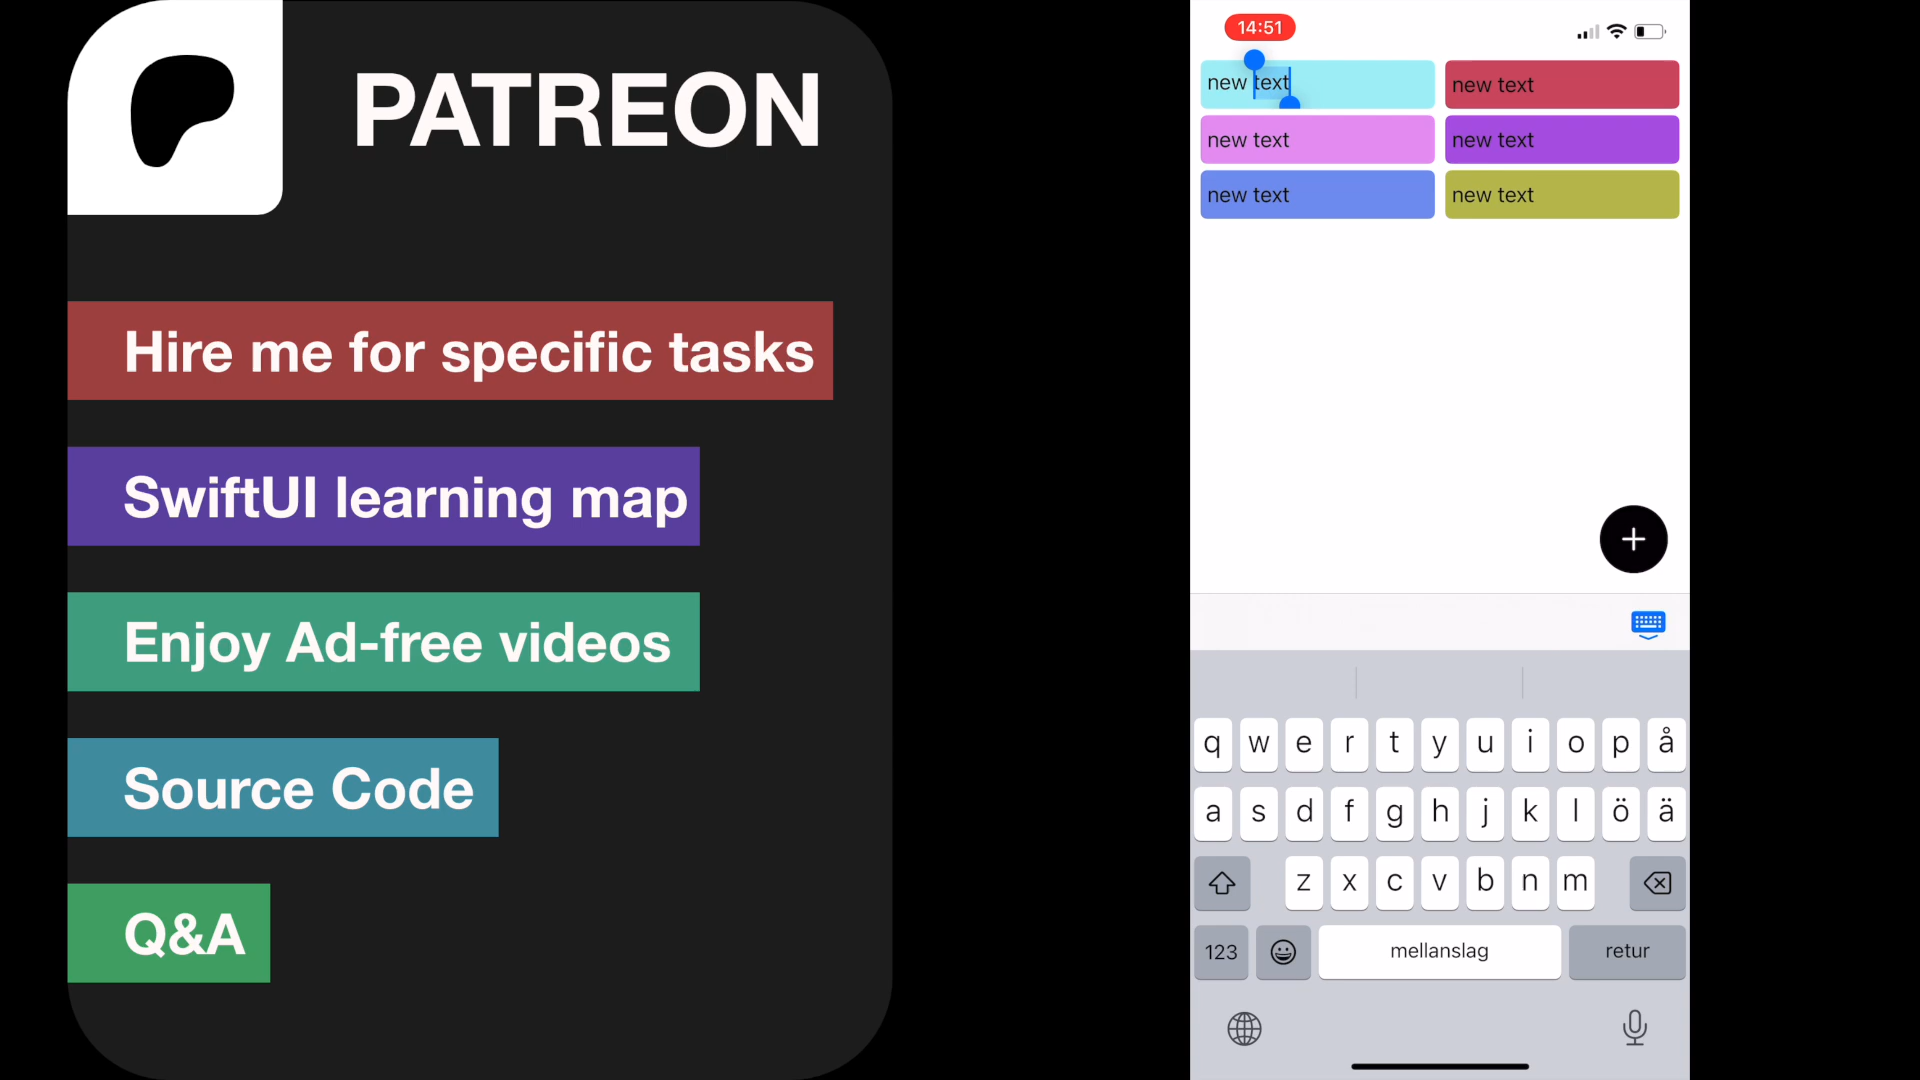 PATREON
Hire me for specific tasks
SwiftUI learning map
Enjoy Ad-free videos
Source Code
Q&A
14:51
new text
new text
new text
new text
new text
new text
q w e r t y u i o p å
a s d f g h j k l ö ä
z x c v b n m
123 mellanslag retur